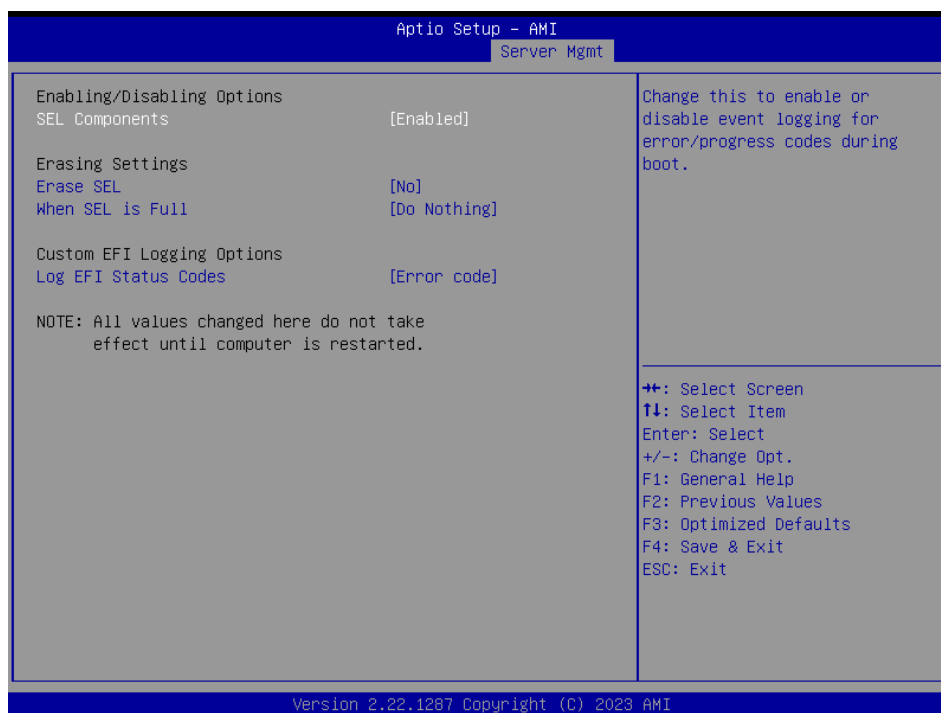 Aptio Setup – AMI
Server Mgmt
Enabling/Disabling Options
SEL Components [Enabled]
Erasing Settings
Erase SEL [No]
When SEL is Full [Do Nothing]
Custom EFI Logging Options
Log EFI Status Codes [Error code]
NOTE: All values changed here do not take
effect until computer is restarted.
Change this to enable or
disable event logging for
error/progress codes during
boot.
→←: Select Screen
↑↓: Select Item
Enter: Select
+/-: Change Opt.
F1: General Help
F2: Previous Values
F3: Optimized Defaults
F4: Save & Exit
ESC: Exit
Version 2.22.1287 Copyright (C) 2023 AMI